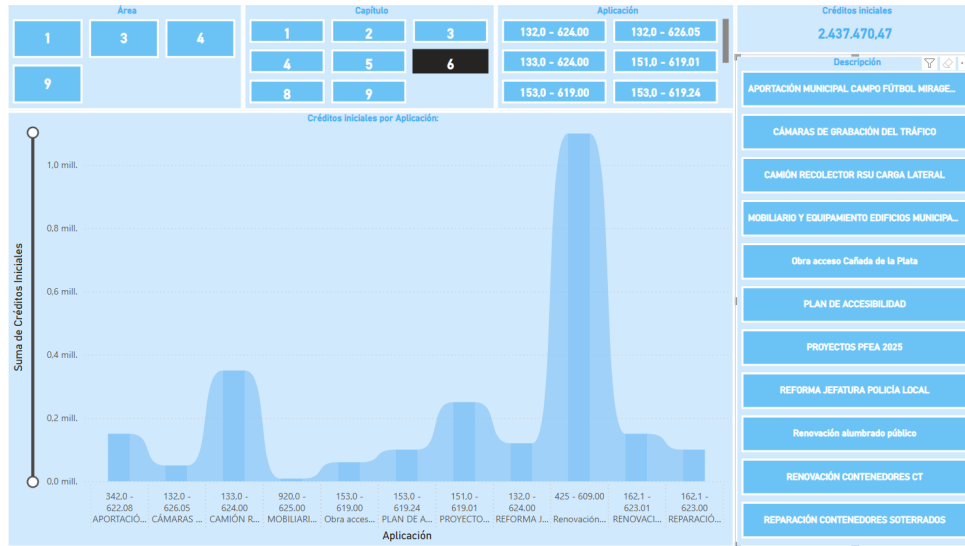 Área
1
3
4
9
Capítulo
1
2
3
4
5
6
8
9
Aplicación
132,0 - 624.00
132,0 - 626.05
133,0 - 624.00
151,0 - 619.01
153,0 - 619.00
153,0 - 619.24
Créditos iniciales
2.437.470,47
Descripción
APORTACIÓN MUNICIPAL CAMPO FÚTBOL MIRAGE...
CÁMARAS DE GRABACIÓN DEL TRÁFICO
CAMIÓN RECOLECTOR RSU CARGA LATERAL
MOBILIARIO Y EQUIPAMIENTO EDIFICIOS MUNICIPA...
Obra acceso Cañada de la Plata
PLAN DE ACCESIBILIDAD
PROYECTOS PFEA 2025
REFORMA JEFATURA POLICÍA LOCAL
Renovación alumbrado público
RENOVACIÓN CONTENEDORES CT
REPARACIÓN CONTENEDORES SOTERRADOS
Créditos iniciales por Aplicación:
Suma de Créditos Iniciales
1,0 mill.
0,8 mill.
0,6 mill.
0,4 mill.
0,2 mill.
0,0 mill.
342,0 -
622.08
APORTACIÓ...
132,0 -
626.05
CÁMARAS ...
133,0 -
624.00
CAMIÓN R...
920,0 -
625.00
MOBILIARI...
153,0 -
619.00
Obra acces...
153,0 -
619.24
PLAN DE A...
151,0 -
619.01
PROYECTO...
132,0 -
624.00
REFORMA J...
425 - 609.00
Renovación...
162,1 -
623.01
RENOVACI...
162,1 -
623.00
REPARACIÓ...
Aplicación